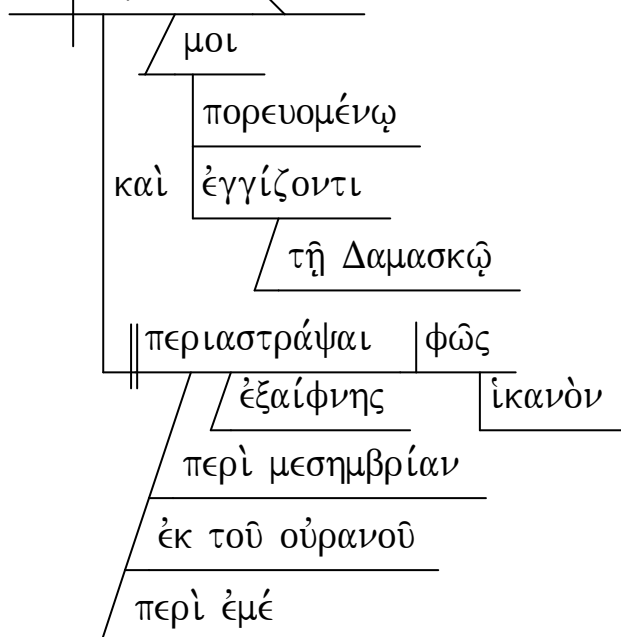 μοι
πορευομένῳ
καὶ ἐγγίζοντι
τῇ Δαμασκῷ
περιαστράψαι φῶς
ἐξαίφνης ἱκανὸν
περὶ μεσημβρίαν
ἐκ τοῦ οὐρανοῦ
περὶ ἐμέ